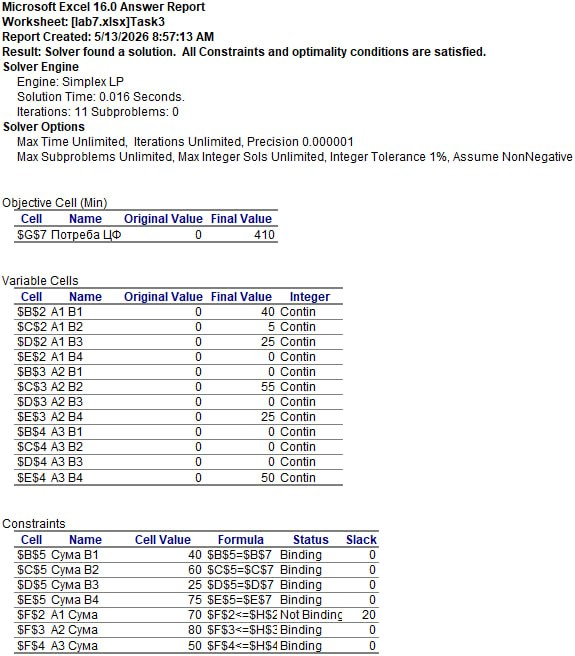 Microsoft Excel 16.0 Answer Report
Worksheet: [lab7.xlsx]Task3
Report Created: 5/13/2026 8:57:13 AM
Result: Solver found a solution.  All Constraints and optimality conditions are satisfied.
Solver Engine
Engine: Simplex LP
Solution Time: 0.016 Seconds.
Iterations: 11 Subproblems: 0
Solver Options
Max Time Unlimited,  Iterations Unlimited, Precision 0.000001
Max Subproblems Unlimited, Max Integer Sols Unlimited, Integer Tolerance 1%, Assume NonNegative
Objective Cell (Min)
Cell Name Original Value Final Value
$G$7 Потреба ЦФ 0 410
Variable Cells
Cell Name Original Value Final Value Integer
$B$2 A1 B1 0 40 Contin
$C$2 A1 B2 0 5 Contin
$D$2 A1 B3 0 25 Contin
$E$2 A1 B4 0 0 Contin
$B$3 A2 B1 0 0 Contin
$C$3 A2 B2 0 55 Contin
$D$3 A2 B3 0 0 Contin
$E$3 A2 B4 0 25 Contin
$B$4 A3 B1 0 0 Contin
$C$4 A3 B2 0 0 Contin
$D$4 A3 B3 0 0 Contin
$E$4 A3 B4 0 50 Contin
Constraints
Cell Name Cell Value Formula Status Slack
$B$5 Сума B1 40 $B$5=$B$7 Binding 0
$C$5 Сума B2 60 $C$5=$C$7 Binding 0
$D$5 Сума B3 25 $D$5=$D$7 Binding 0
$E$5 Сума B4 75 $E$5=$E$7 Binding 0
$F$2 A1 Сума 70 $F$2<=$H$2 Not Binding 20
$F$3 A2 Сума 80 $F$3<=$H$3 Binding 0
$F$4 A3 Сума 50 $F$4<=$H$4 Binding 0